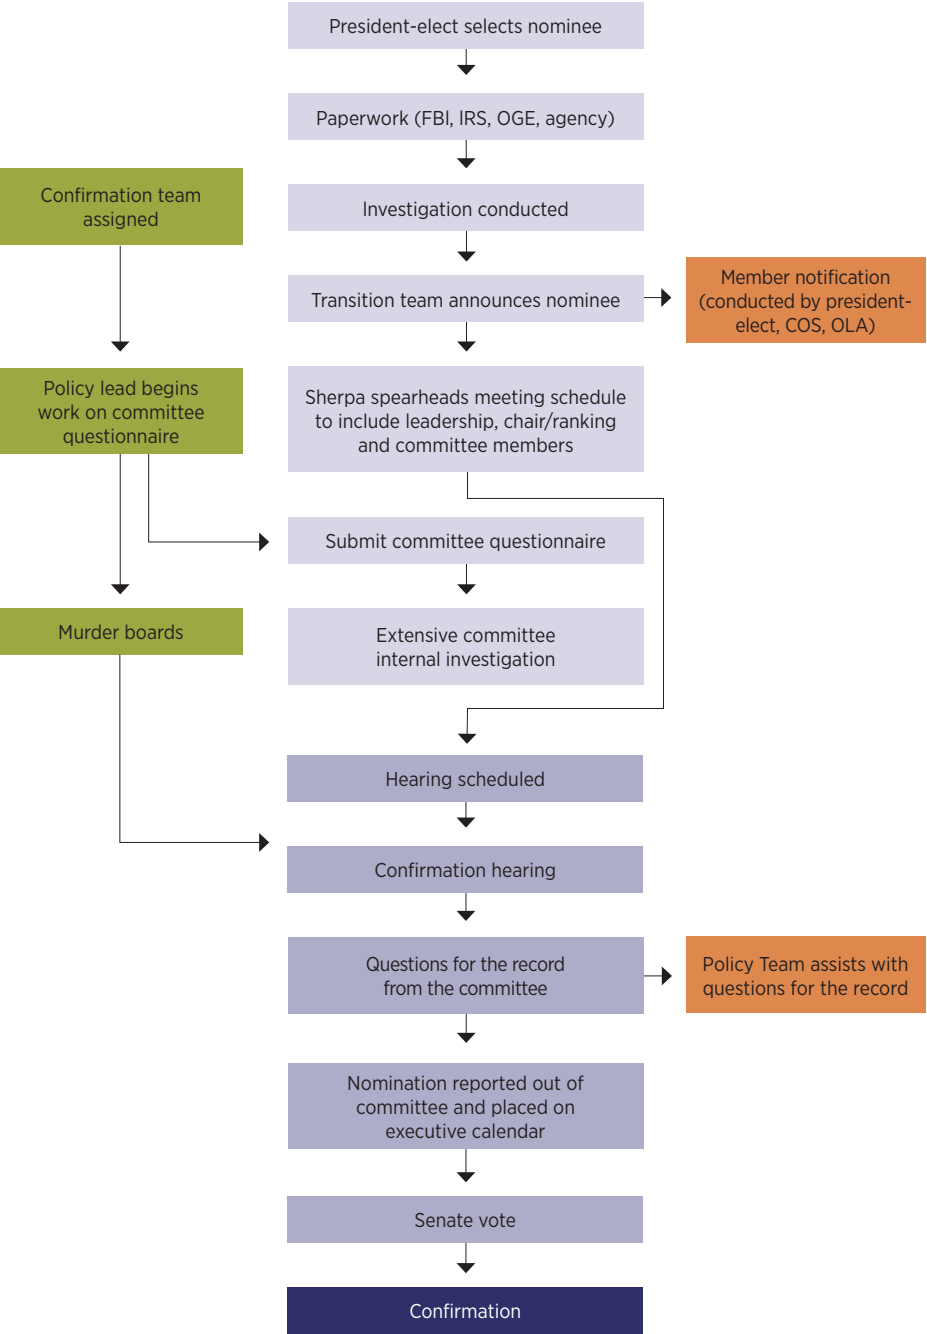 President-elect selects nominee
Paperwork (FBI, IRS, OGE, agency)
Confirmation team
assigned
Investigation conducted
Transition team announces nominee
Member notification
(conducted by president-
elect, COS, OLA)
Policy lead begins
work on committee
questionnaire
Sherpa spearheads meeting schedule
to include leadership, chair/ranking
and committee members
Submit committee questionnaire
Murder boards
Extensive committee
internal investigation
Hearing scheduled
Confirmation hearing
Questions for the record
from the committee
Policy Team assists with
questions for the record
Nomination reported out of
committee and placed on
executive calendar
Senate vote
Confirmation